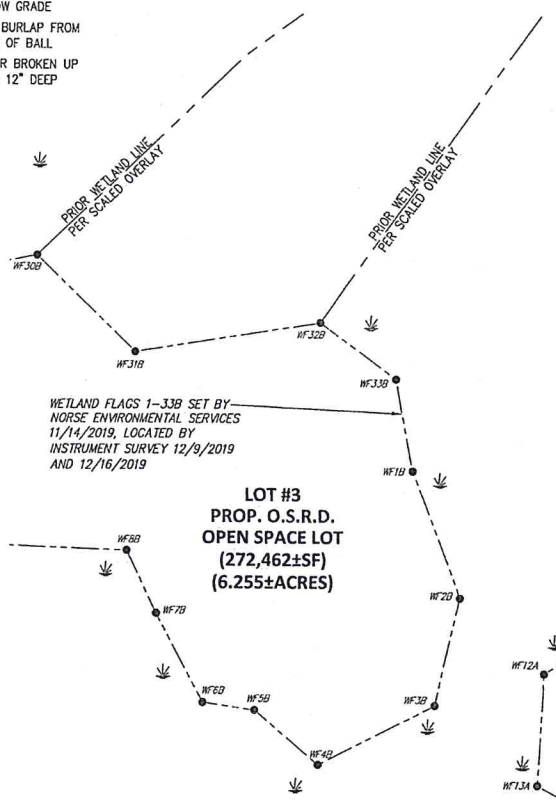 OW GRADE
BURLAP FROM
OF BALL
R BROKEN UP
12" DEEP
PRIOR WETLAND LINE
PER SCALED OVERLAY
PRIOR WETLAND LINE
PER SCALED OVERLAY
WF30B
WF31B
WF32B
WF33B
WETLAND FLAGS 1-33B SET BY
NORSE ENVIRONMENTAL SERVICES
11/14/2019, LOCATED BY
INSTRUMENT SURVEY 12/9/2019
AND 12/16/2019
WF1B
LOT #3
PROP. O.S.R.D.
OPEN SPACE LOT
(272,462±SF)
(6.255±ACRES)
WF8B
WF7B
WF2B
WF6B
WF5B
WF3B
WF4B
WF12A
WF13A